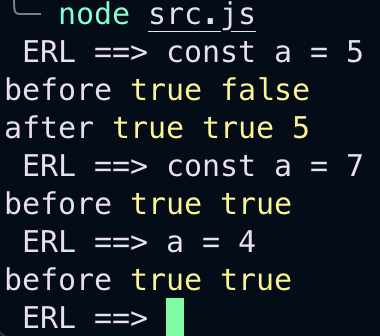 node src.js
ERL ==> const a = 5
before true false
after true true 5
ERL ==> const a = 7
before true true
ERL ==> a = 4
before true true
ERL ==>